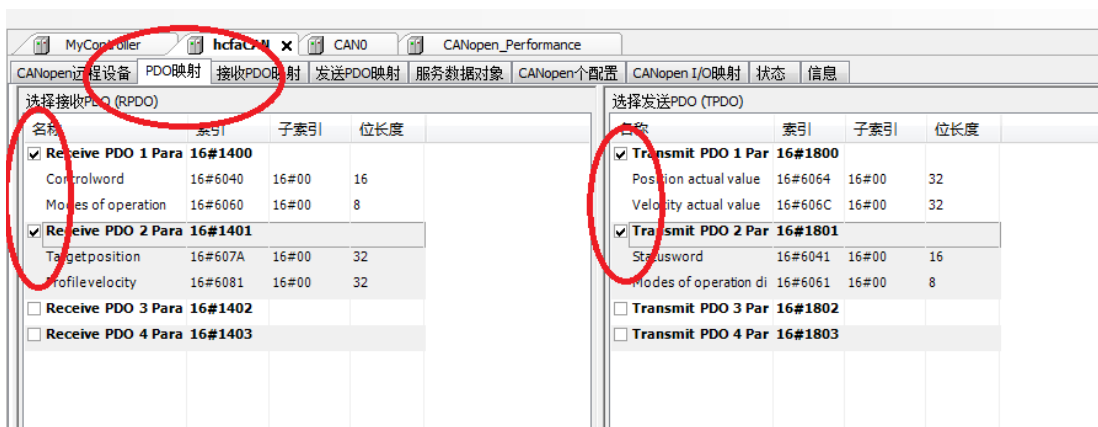 MyController hcfaCAN CAN0 CANopen_Performance
CANopen远程设备 PDO映射 接收PDO映射 发送PDO映射 服务数据对象 CANopen个配置 CANopen I/O映射 状态 信息
选择接收PDO (RPDO) 选择发送PDO (TPDO)
名称 索引 子索引 位长度 名称 索引 子索引 位长度
Receive PDO 1 Para 16#1400 Transmit PDO 1 Par 16#1800
Controlword 16#6040 16#00 16 Position actual value 16#6064 16#00 32
Modes of operation 16#6060 16#00 8 Velocity actual value 16#606C 16#00 32
Receive PDO 2 Para 16#1401 Transmit PDO 2 Par 16#1801
Targetposition 16#607A 16#00 32 Statusword 16#6041 16#00 16
Profilevelocity 16#6081 16#00 32 Modes of operation di 16#6061 16#00 8
Receive PDO 3 Para 16#1402 Transmit PDO 3 Par 16#1802
Receive PDO 4 Para 16#1403 Transmit PDO 4 Par 16#1803